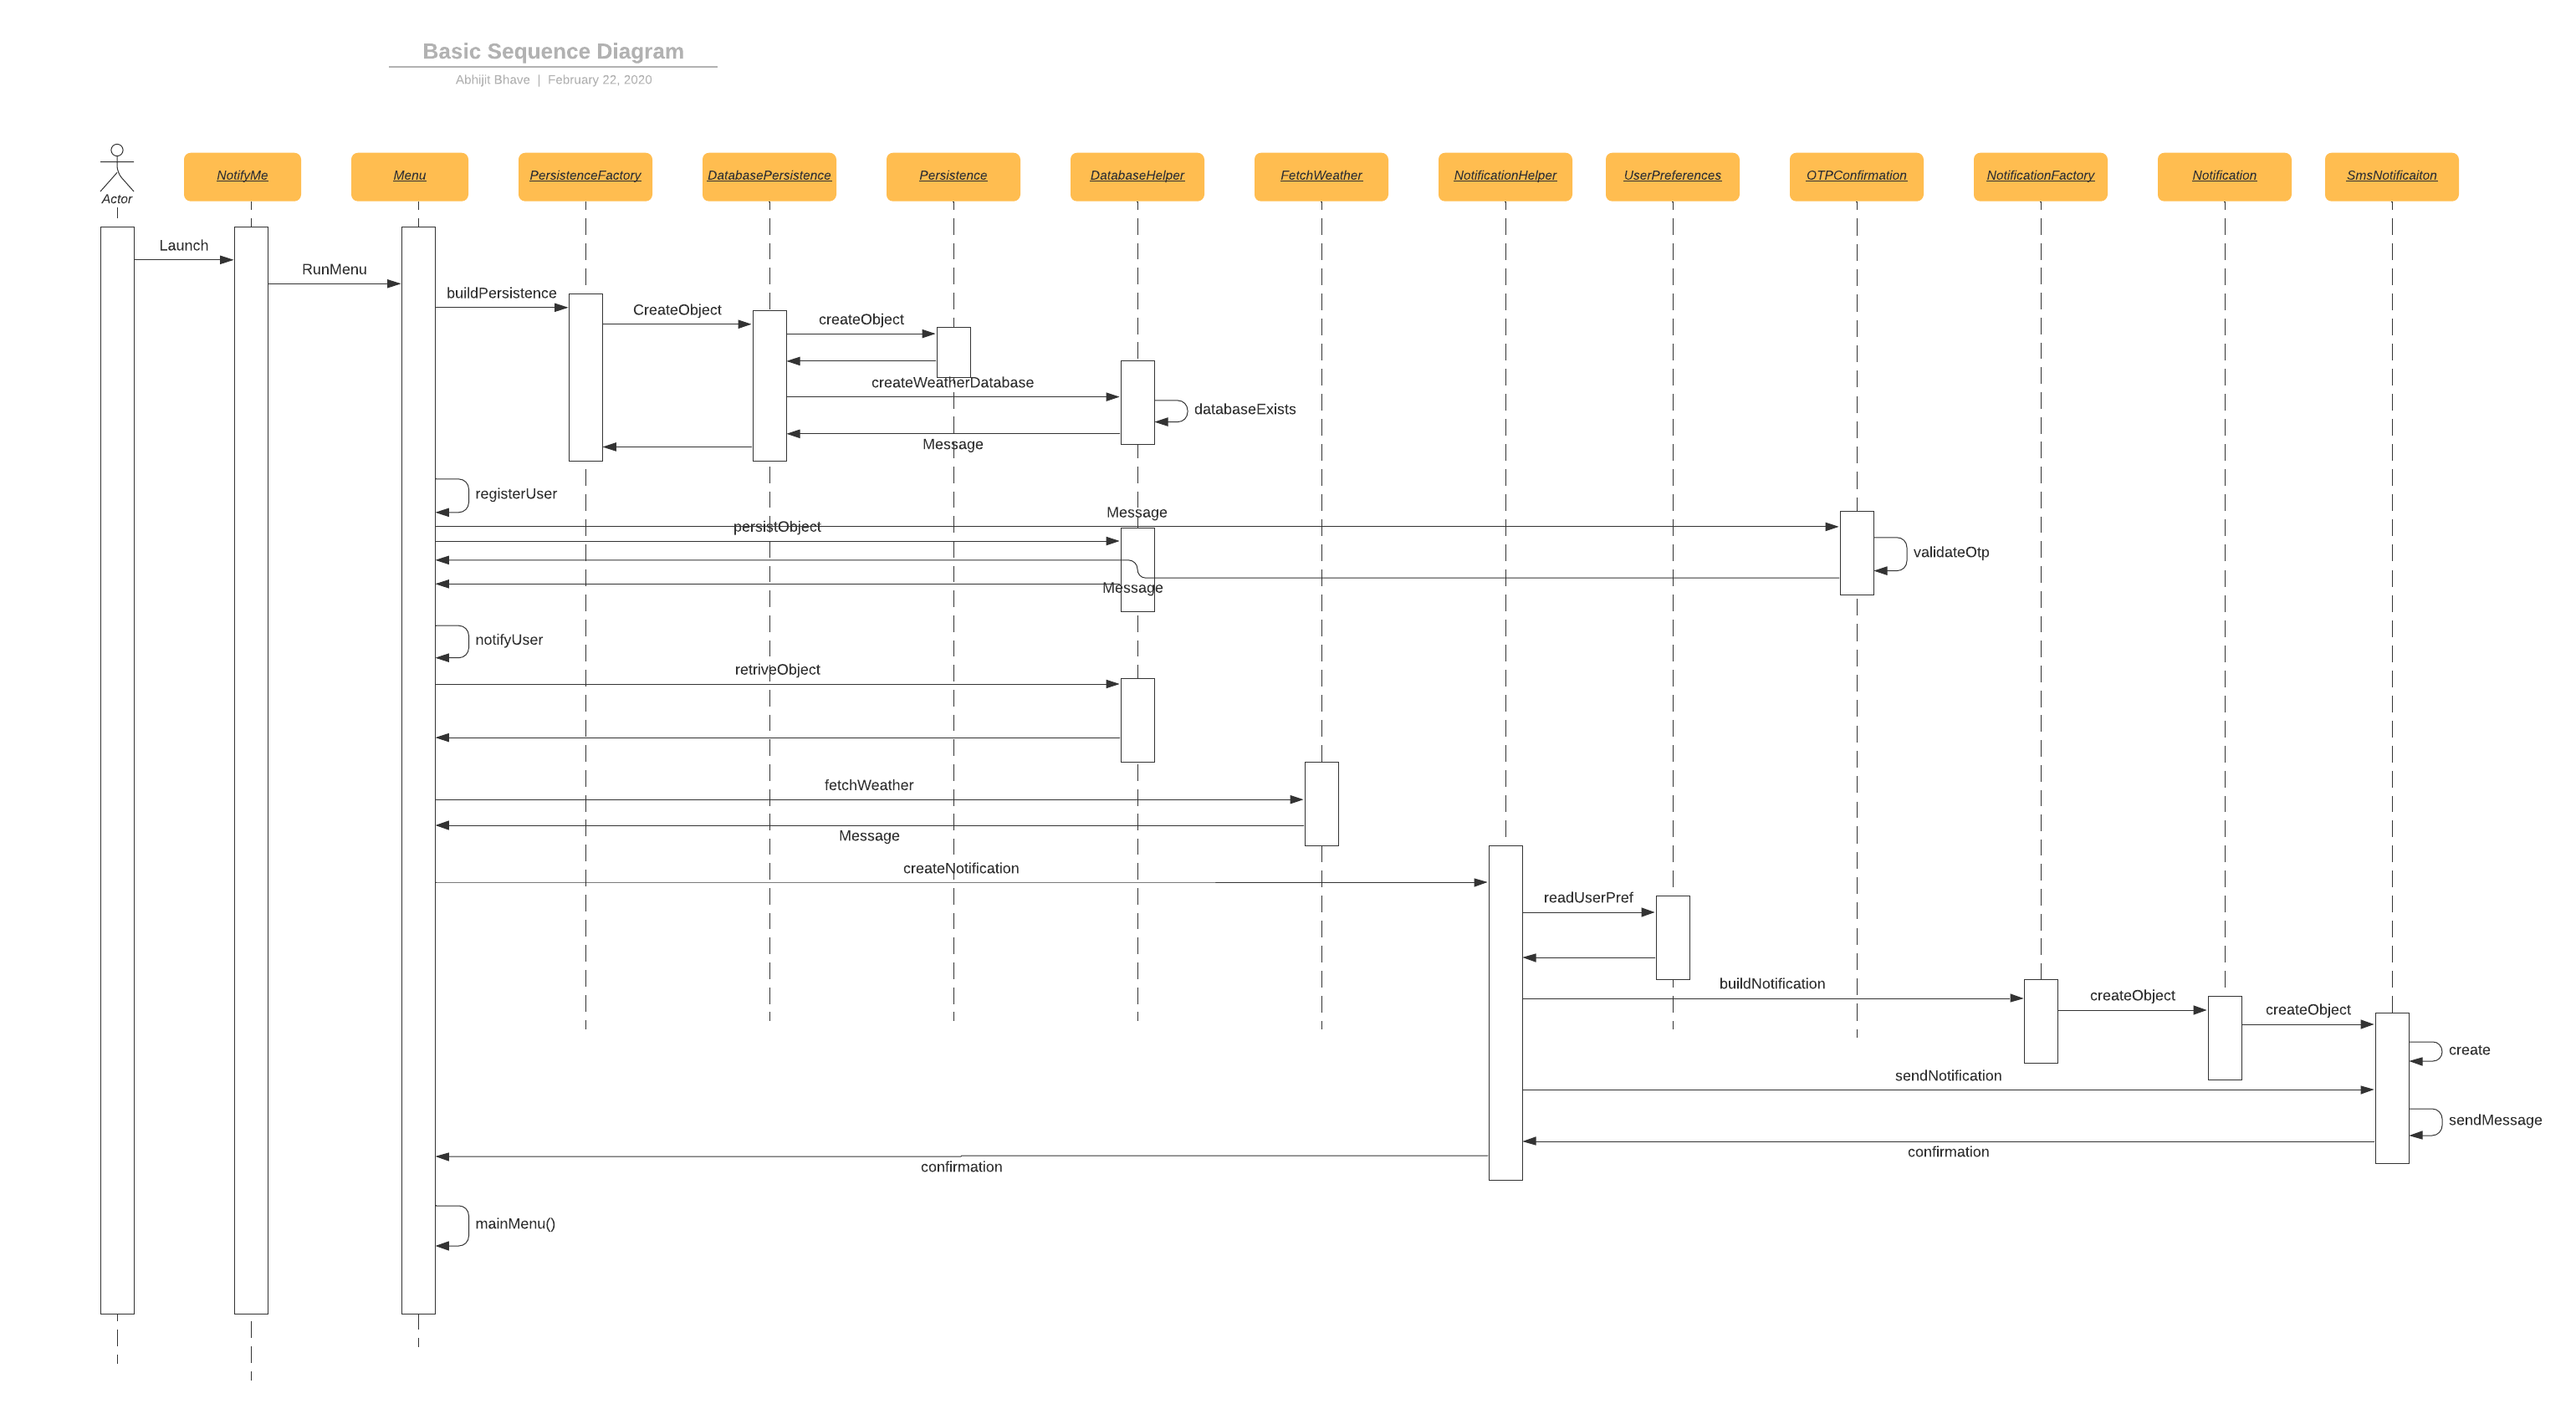 Basic Sequence Diagram
Abhijit Bhave | February 22, 2020
Actor
NotifyMe
Menu
PersistenceFactory
DatabasePersistence
Persistence
DatabaseHelper
FetchWeather
NotificationHelper
UserPreferences
OTPConfirmation
NotificationFactory
Notification
SmsNotificaiton
Launch
RunMenu
buildPersistence
CreateObject
createObject
createWeatherDatabase
databaseExists
Message
registerUser
Message
persistObject
validateOtp
Message
notifyUser
retriveObject
fetchWeather
Message
createNotification
readUserPref
buildNotification
createObject
createObject
create
sendNotification
sendMessage
confirmation
confirmation
mainMenu()